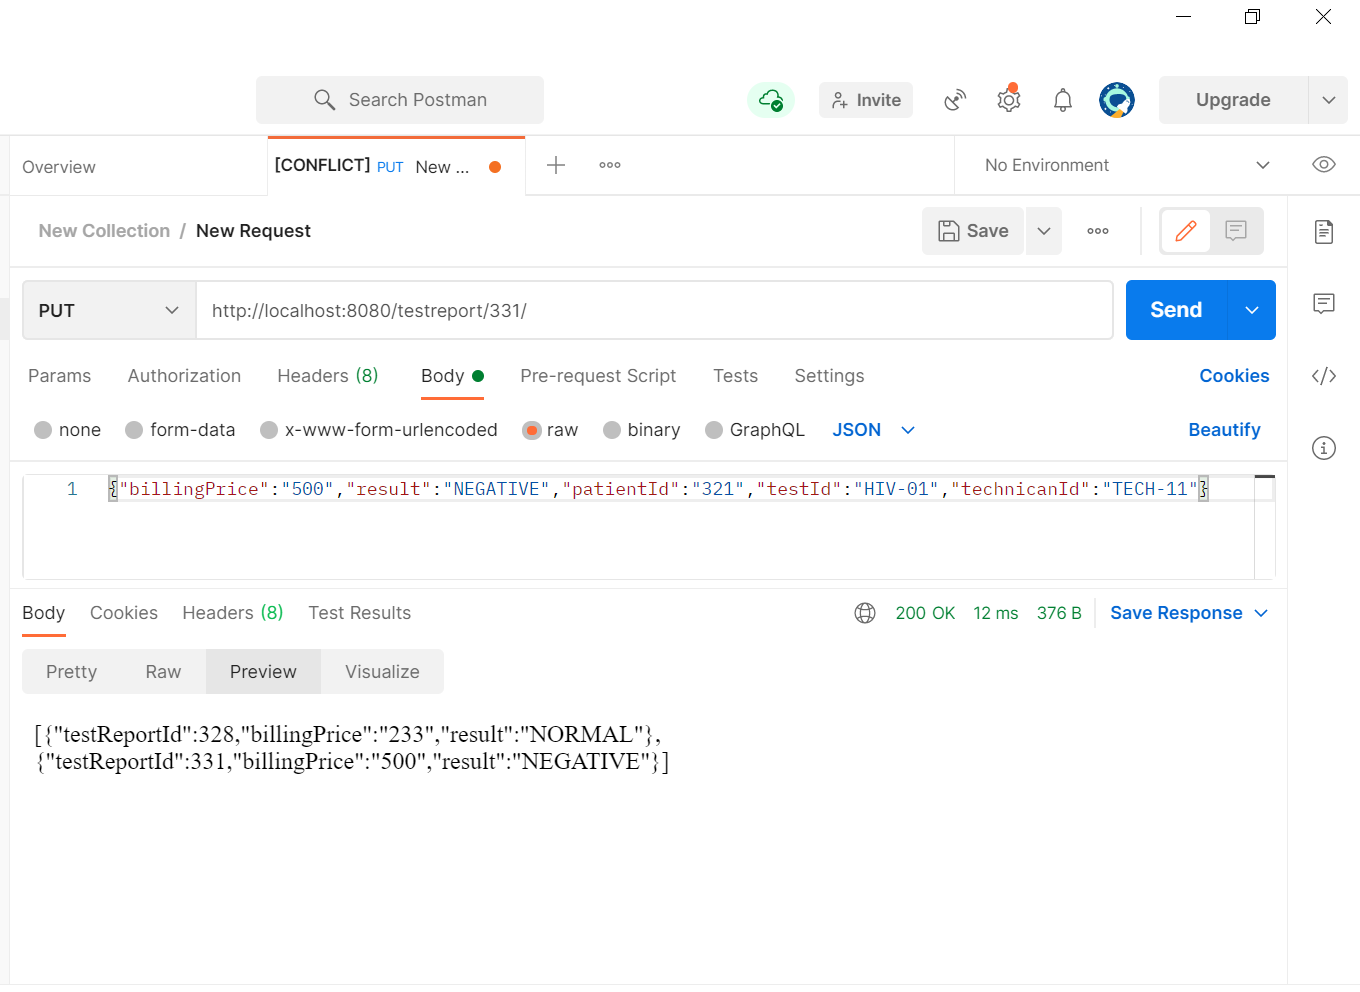 Search Postman
Invite
Upgrade
Overview
[CONFLICT] PUT New ...
No Environment
New Collection / New Request
Save
PUT
http://localhost:8080/testreport/331/
Send
Params Authorization Headers (8) Body Pre-request Script Tests Settings Cookies
none form-data x-www-form-urlencoded raw binary GraphQL JSON Beautify
1 {"billingPrice":"500","result":"NEGATIVE","patientId":"321","testId":"HIV-01","technicanId":"TECH-11"}
Body Cookies Headers (8) Test Results 200 OK 12 ms 376 B Save Response
Pretty Raw Preview Visualize
[{"testReportId":328,"billingPrice":"233","result":"NORMAL"},
{"testReportId":331,"billingPrice":"500","result":"NEGATIVE"}]